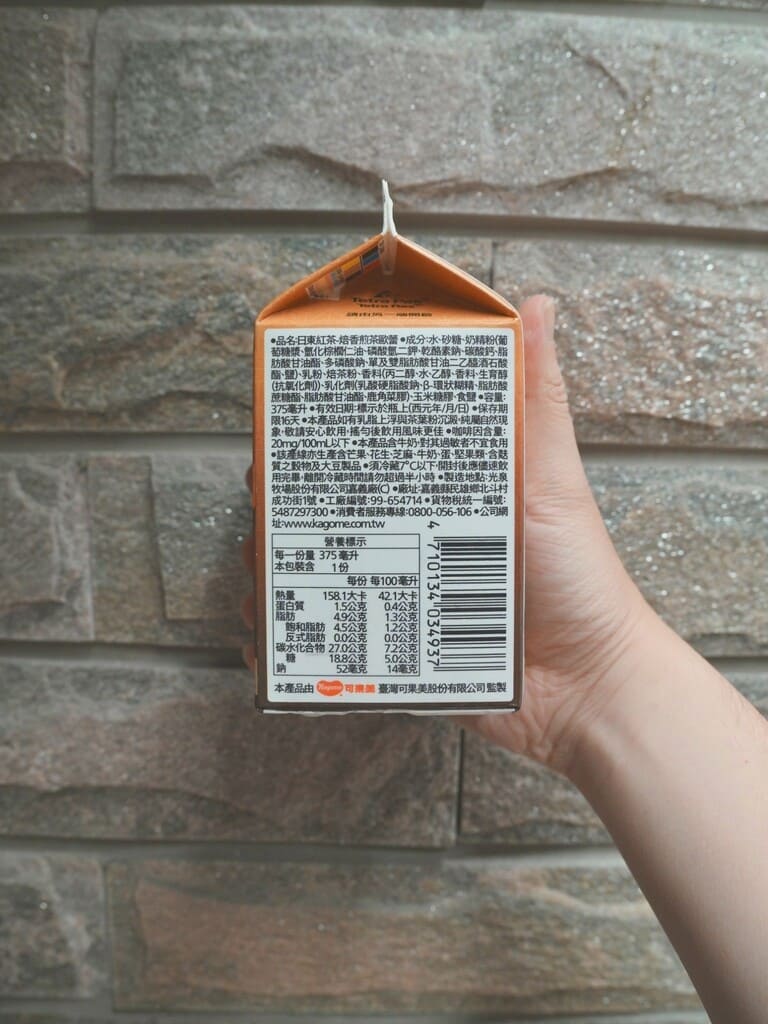 Tetra Pak
Tetra Rex
請由另一端開啟
●品名:日東紅茶-焙香煎茶歐蕾 ●成分:水、砂糖、奶精粉(葡
萄糖漿、氫化棕櫚仁油、磷酸氫二鉀、乾酪素鈉、碳酸鈣、脂
肪酸甘油酯、多磷酸鈉、單及雙脂肪酸甘油二乙醯酒石酸
酯、鹽)、乳粉、焙茶粉、香料(丙二醇、水、乙醇、香料、生育醇
(抗氧化劑))、乳化劑(乳酸硬脂酸鈉、β-環狀糊精、脂肪酸
蔗糖酯、脂肪酸甘油酯、鹿角菜膠)、玉米糖膠、食鹽 ●容量:
375毫升 ●有效日期:標示於瓶上(西元年/月/日) ●保存期
限16天 ●本產品如有乳脂上浮與茶葉粉沉澱,純屬自然現
象,敬請安心飲用,搖勻後飲用風味更佳 ●咖啡因含量:
20mg/100mL以下 ●本產品含牛奶,對其過敏者不宜食用
●該產線亦生產含芒果、花生、芝麻、牛奶、蛋、堅果類、含麩
質之穀物及大豆製品 ●須冷藏7℃以下,開封後應儘速飲
用完畢,離開冷藏時間請勿超過半小時 ●製造地點:光泉
牧場股份有限公司嘉義廠(C) ●廠址:嘉義縣民雄鄉北斗村
成功街1號 ●工廠編號:99-654714 ●貨物稅統一編號:
5487297300 ●消費者服務專線:0800-056-106 ●公司網
址:www.kagome.com.tw
營養標示
每一份量 375 毫升
本包裝含 1 份
每份 每100毫升
熱量 158.1大卡 42.1大卡
蛋白質 1.5公克 0.4公克
脂肪 4.9公克 1.3公克
飽和脂肪 4.5公克 1.2公克
反式脂肪 0.0公克 0.0公克
碳水化合物 27.0公克 7.2公克
糖 18.8公克 5.0公克
鈉 52毫克 14毫克
4 710134 034937
本產品由 Kagome 可果美 臺灣可果美股份有限公司 監製